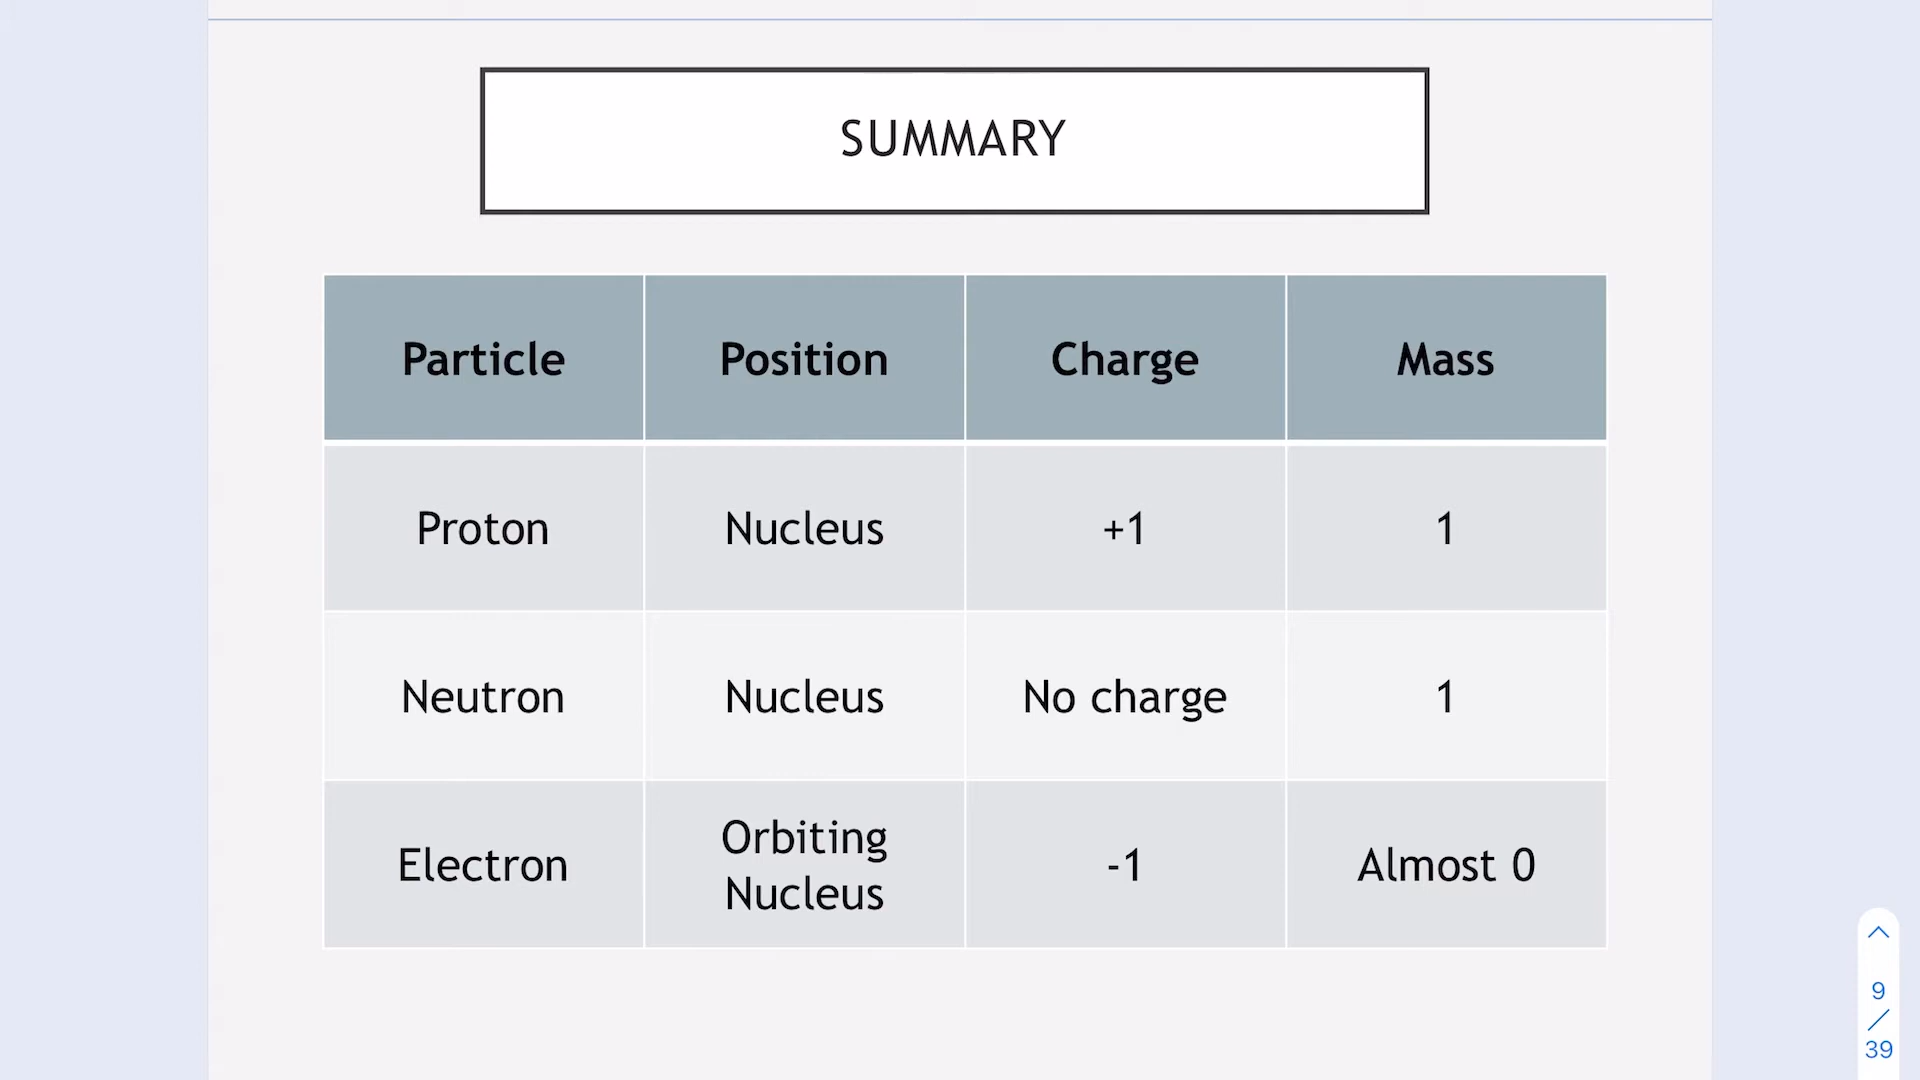 SUMMARY
Particle Position Charge Mass
Proton Nucleus +1 1
Neutron Nucleus No charge 1
Electron Orbiting Nucleus -1 Almost 0
9
/
39